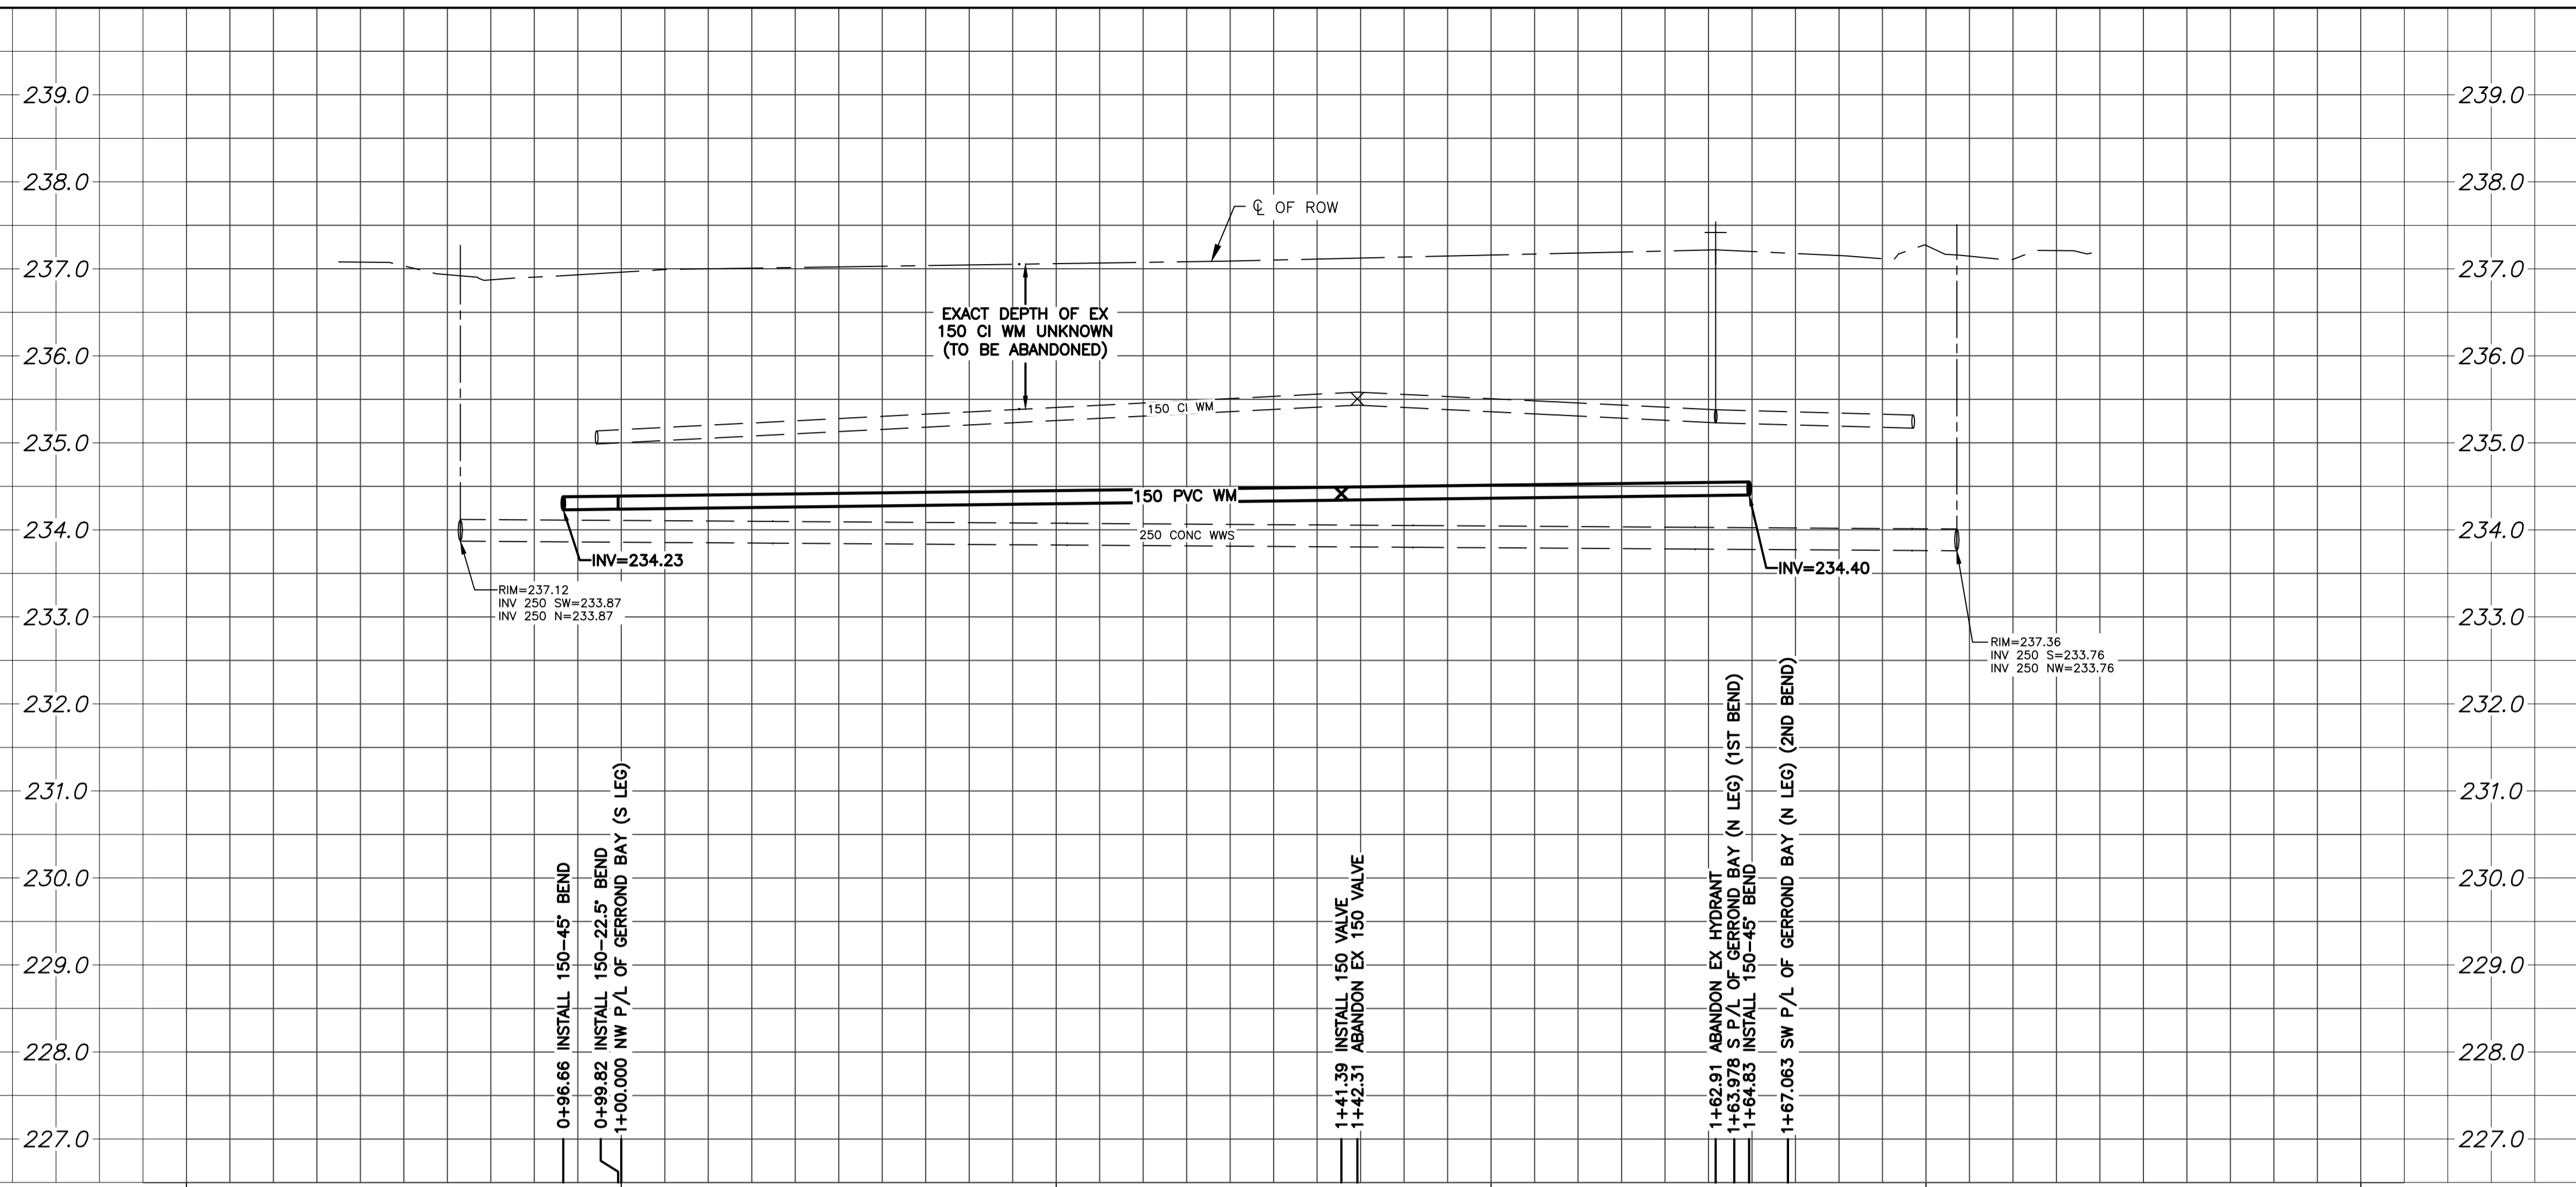 239.0
239.0
238.0
238.0
℄ OF ROW
237.0
237.0
EXACT DEPTH OF EX
150 CI WM UNKNOWN
(TO BE ABANDONED)
236.0
236.0
150 CI WM
235.0
235.0
150 PVC WM
234.0
234.0
250 CONC WWS
INV=234.23
INV=234.40
RIM=237.12
INV 250 SW=233.87
INV 250 N=233.87
233.0
233.0
RIM=237.36
INV 250 S=233.76
INV 250 NW=233.76
232.0
232.0
231.0
231.0
230.0
230.0
229.0
229.0
228.0
228.0
227.0
227.0
0+96.66 INSTALL 150-45° BEND
0+99.82 INSTALL 150-22.5° BEND
1+00.000 NW P/L OF GERROND BAY (S LEG)
1+41.39 INSTALL 150 VALVE
1+42.31 ABANDON EX 150 VALVE
1+62.91 ABANDON EX HYDRANT
1+63.978 S P/L OF GERROND BAY (N LEG) (1ST BEND)
1+64.83 INSTALL 150-45° BEND
1+67.063 SW P/L OF GERROND BAY (N LEG) (2ND BEND)